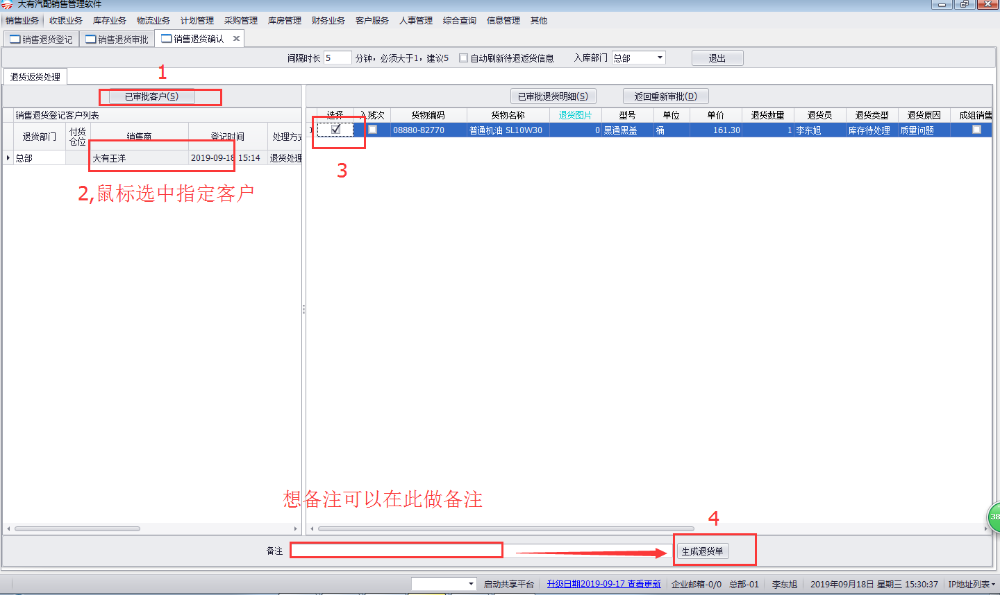 大有汽配销售管理软件
销售业务 收银业务 库存业务 物流业务 计划管理 采购管理 库房管理 财务业务 客户服务 人事管理 综合查询 信息管理 其他
销售退货登记 销售退货审批 销售退货确认
间隔时长 5 分钟，必须大于1，建议5 自动刷新待退返货信息 入库部门 总部 退出
退货返货处理
1
已审批客户(S) 已审批退货明细(S) 返回重新审批(D)
销售退货登记客户列表
退货部门 付货仓位 销售商 登记时间 处理方式
总部 大有王洋 2019-09-18 15:14 退货处理
选择 入残次 货物编码 货物名称 退货图片 型号 单位 单价 退货数量 退货员 退货类型 退货原因 成组销售
08880-82770 普通机油 SL10W30 0 黑通黑盖 桶 161.30 1 李东旭 库存待处理 质量问题
3
2,鼠标选中指定客户
想备注可以在此做备注
4
备注 生成退货单
38
启动共享平台 升级日期2019-09-17 查看更新 企业邮箱-0/0 总部-01 李东旭 2019年09月18日 星期三 15:30:37 IP地址列表